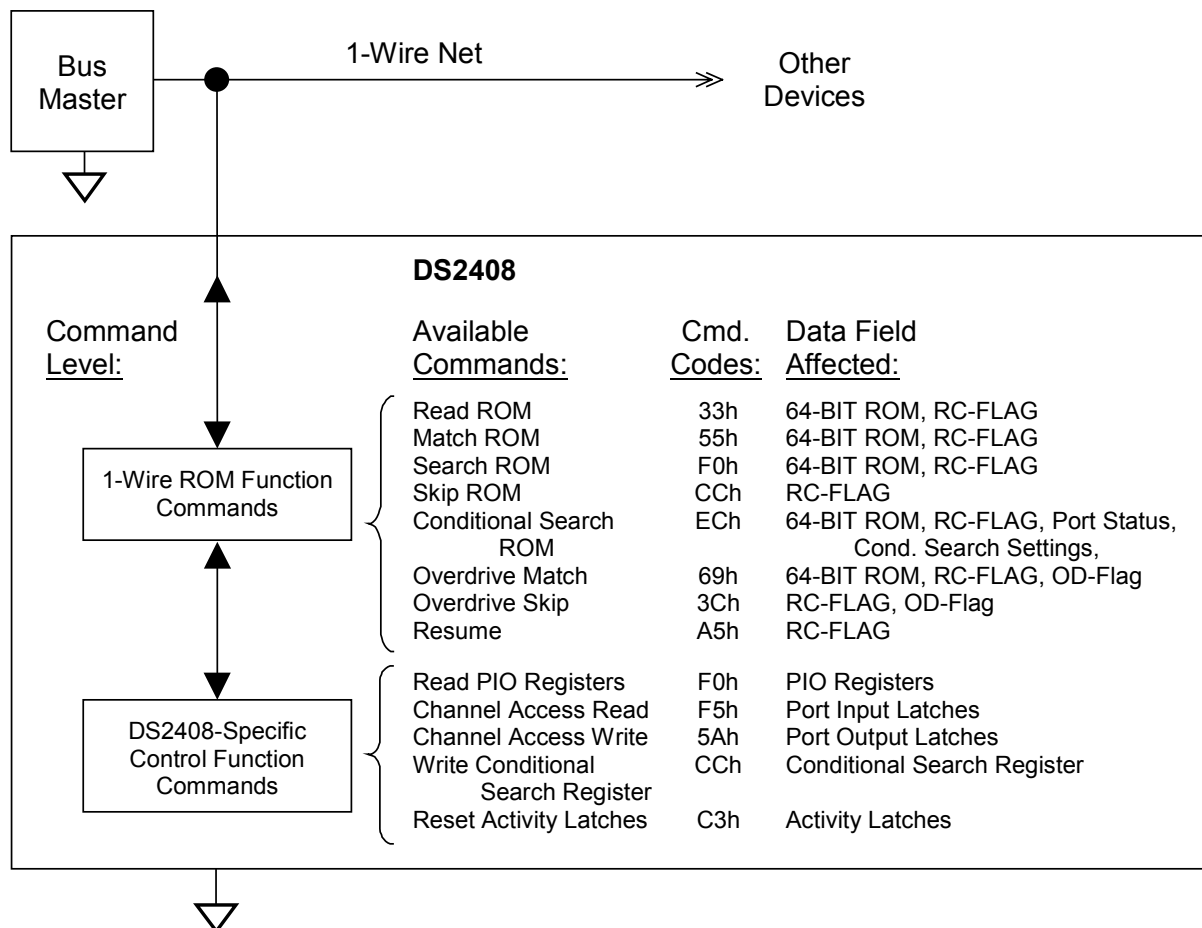 Bus
Master
1-Wire Net
Other
Devices
DS2408
Command
Level:
Available
Commands:
Cmd.
Codes:
Data Field
Affected:
1-Wire ROM Function
Commands
Read ROM 33h 64-BIT ROM, RC-FLAG
Match ROM 55h 64-BIT ROM, RC-FLAG
Search ROM F0h 64-BIT ROM, RC-FLAG
Skip ROM CCh RC-FLAG
Conditional Search ECh 64-BIT ROM, RC-FLAG, Port Status,
ROM Cond. Search Settings,
Overdrive Match 69h 64-BIT ROM, RC-FLAG, OD-Flag
Overdrive Skip 3Ch RC-FLAG, OD-Flag
Resume A5h RC-FLAG
DS2408-Specific
Control Function
Commands
Read PIO Registers F0h PIO Registers
Channel Access Read F5h Port Input Latches
Channel Access Write 5Ah Port Output Latches
Write Conditional CCh Conditional Search Register
Search Register
Reset Activity Latches C3h Activity Latches